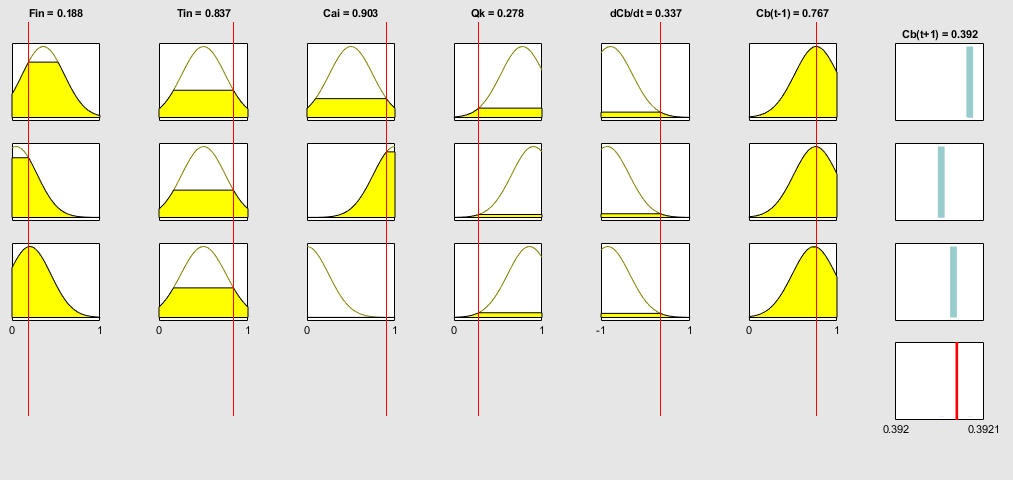 Fin = 0.188 Tin = 0.837 Cai = 0.903 Qk = 0.278 dCb/dt = 0.337 Cb(t-1) = 0.767
Cb(t+1) = 0.392
0 1 0 1 0 1 0 1 -1 1 0 1
0.392 0.3921